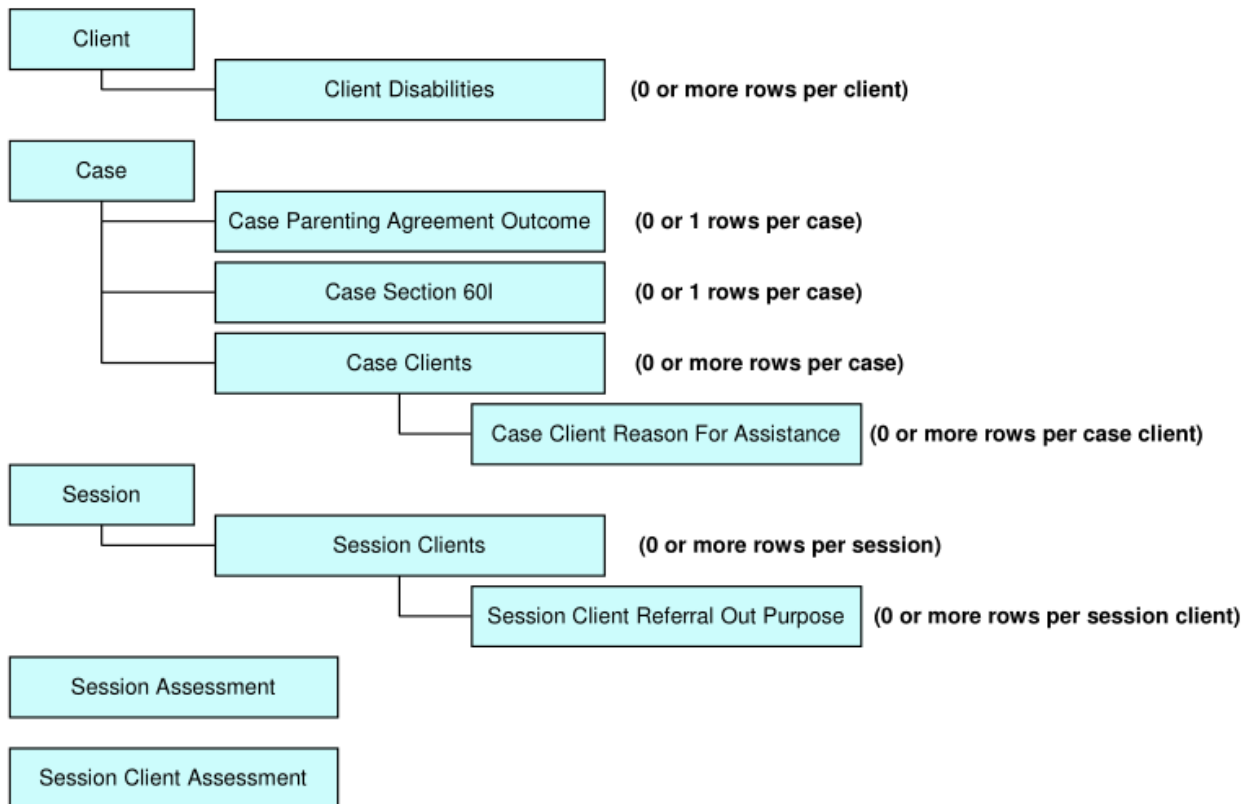 Client
Client Disabilities (0 or more rows per client)
Case
Case Parenting Agreement Outcome (0 or 1 rows per case)
Case Section 60I (0 or 1 rows per case)
Case Clients (0 or more rows per case)
Case Client Reason For Assistance (0 or more rows per case client)
Session
Session Clients (0 or more rows per session)
Session Client Referral Out Purpose (0 or more rows per session client)
Session Assessment
Session Client Assessment